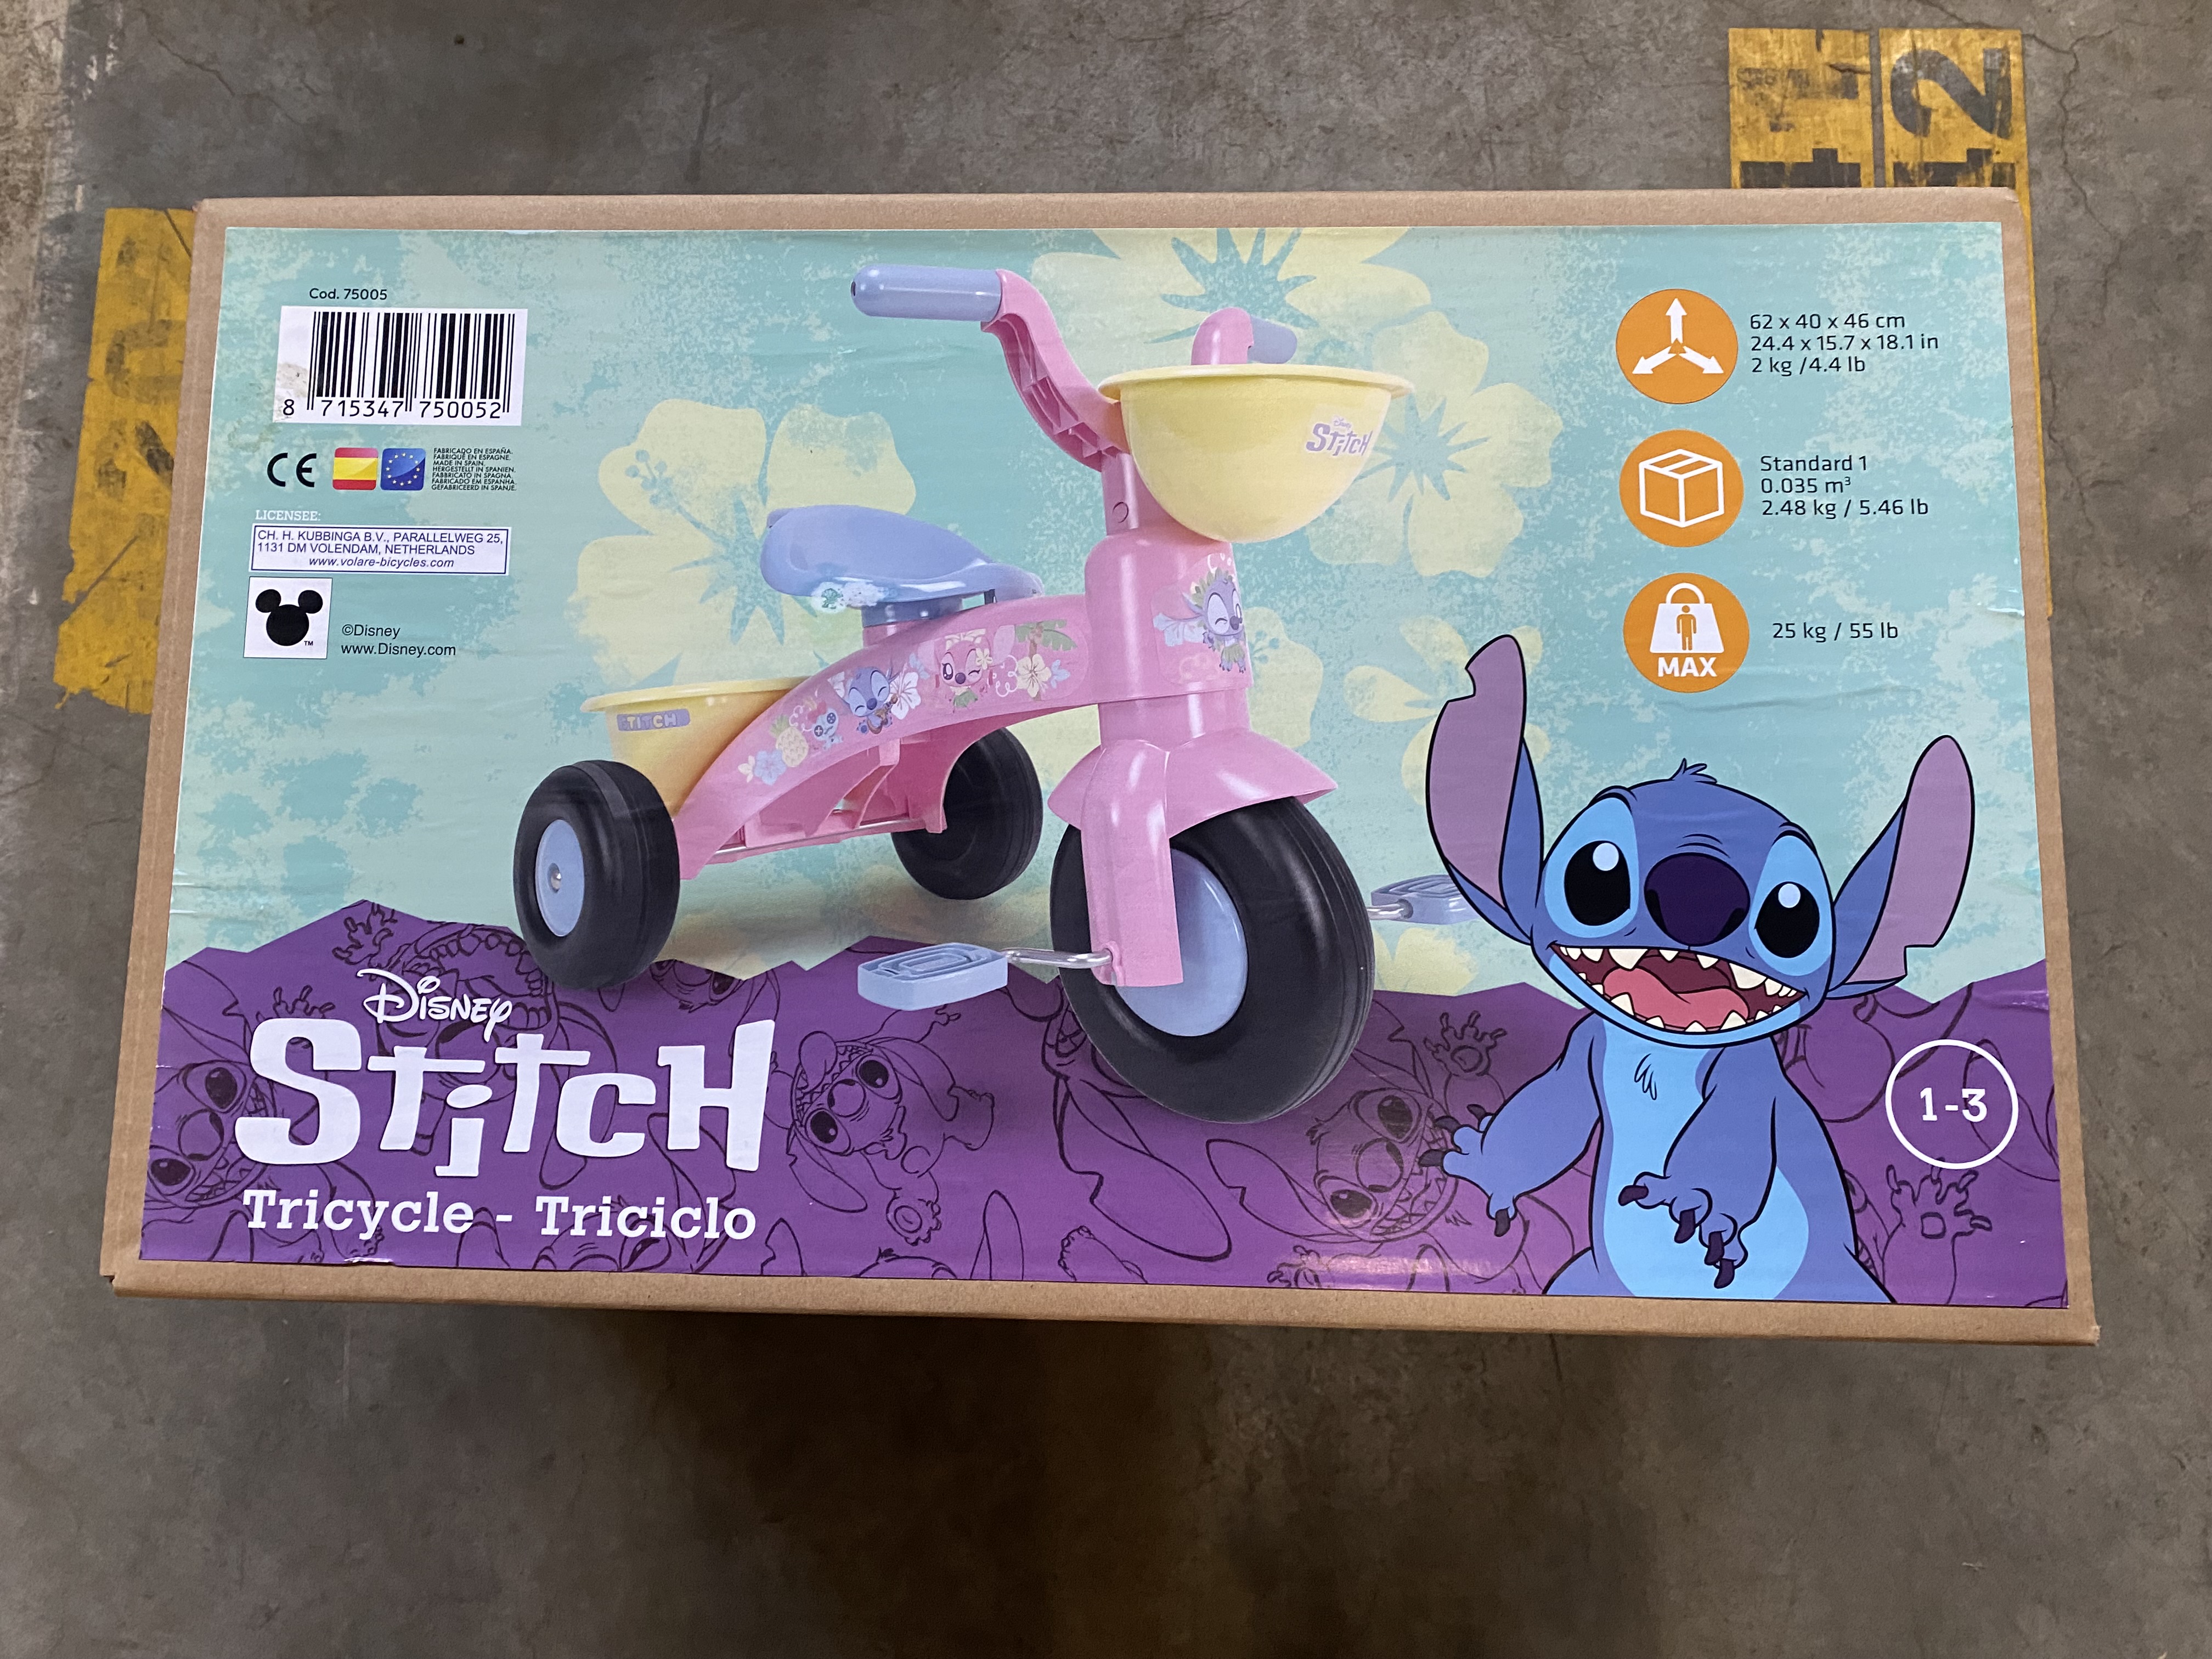 Cod. 75005
8 715347 750052
CE
FABRICADO EN ESPAÑA.
FABRIQUÉ EN ESPAGNE.
MADE IN SPAIN.
HERGESTELLT IN SPANIEN.
FABBRICATO IN SPAGNA.
FABRICADO EM ESPANHA.
GEFABRICEERD IN SPANJE.
LICENSEE:
CH. H. KUBBINGA B.V., PARALLELWEG 25,
1131 DM VOLENDAM, NETHERLANDS
www.volare-bicycles.com
TM
©Disney
www.Disney.com
Disney
Stitch
STITCH
62 x 40 x 46 cm
24.4 x 15.7 x 18.1 in
2 kg /4.4 lb
Standard 1
0.035 m³
2.48 kg / 5.46 lb
MAX
25 kg / 55 lb
Disney
Stitch
Tricycle - Triciclo
1-3